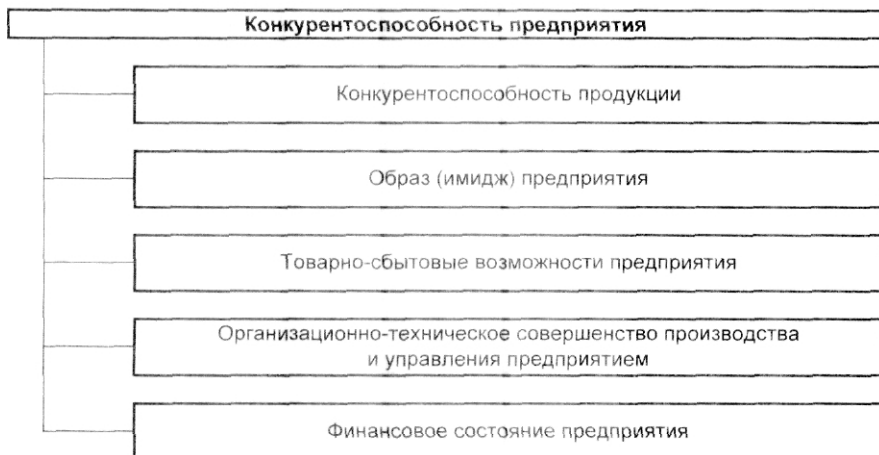 Конкурентоспособность предприятия
Конкурентоспособность продукции
Образ (имидж) предприятия
Товарно-сбытовые возможности предприятия
Организационно-техническое совершенство производства
и управления предприятием
Финансовое состояние предприятия